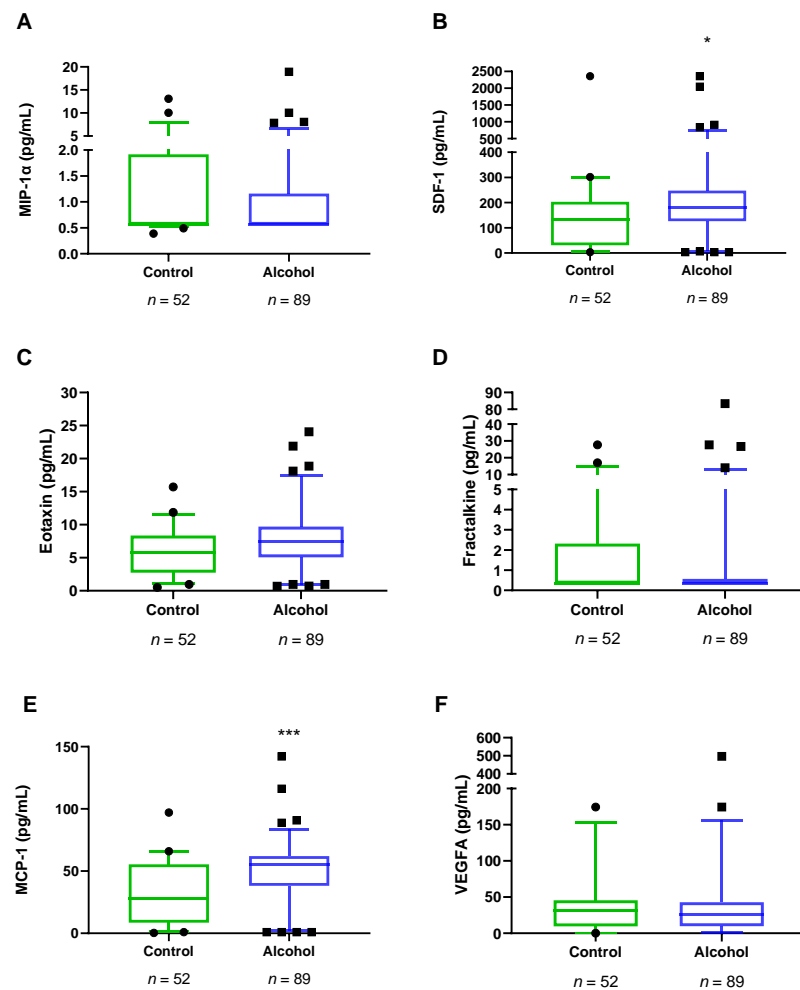 A
MIP-1α (pg/mL)
20
15
10
5
2.0
1.5
1.0
0.5
0.0
Control
Alcohol
n = 52
n = 89
B
*
SDF-1 (pg/mL)
2500
2000
1500
1000
500
400
300
200
100
0
Control
Alcohol
n = 52
n = 89
C
Eotaxin (pg/mL)
30
25
20
15
10
5
0
Control
Alcohol
n = 52
n = 89
D
Fractalkine (pg/mL)
90
80
40
30
20
10
5
4
3
2
1
0
Control
Alcohol
n = 52
n = 89
E
***
MCP-1 (pg/mL)
150
100
50
0
Control
Alcohol
n = 52
n = 89
F
VEGFA (pg/mL)
600
500
400
200
150
100
50
0
Control
Alcohol
n = 52
n = 89